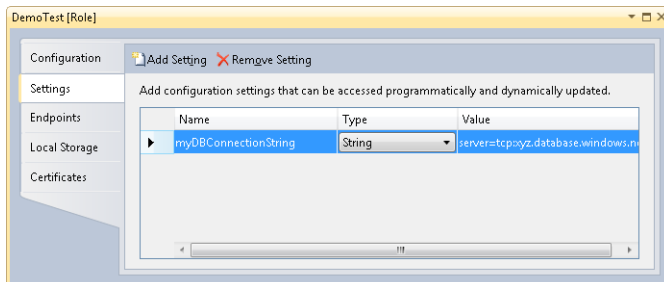 DemoTest [Role]
Configuration
Settings
Endpoints
Local Storage
Certificates
Add Setting Remove Setting
Add configuration settings that can be accessed programmatically and dynamically updated.
Name Type Value
myDBConnectionString String server=tcp:xyz.database.windows.ne